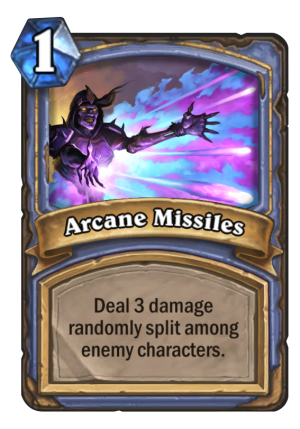 1
Arcane Missiles
Deal 3 damage
randomly split among
enemy characters.